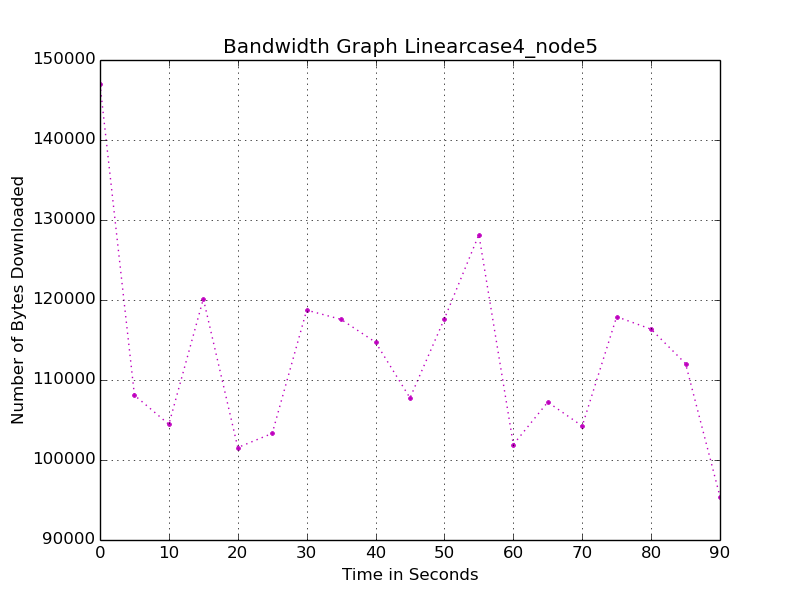 Bandwidth Graph Linearcase4_node5
150000
140000
130000
120000
110000
100000
90000
Number of Bytes Downloaded
0 10 20 30 40 50 60 70 80 90
Time in Seconds